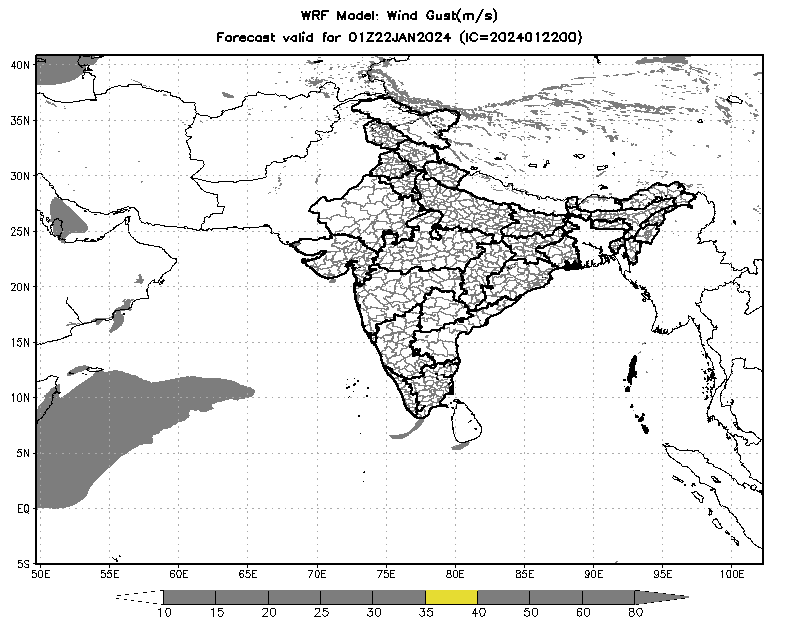 WRF Model: Wind Gust(m/s)
Forecast valid for 01Z22JAN2024 (IC=2024012200)
40N
35N
30N
25N
20N
15N
10N
5N
EQ
5S
50E 55E 60E 65E 70E 75E 80E 85E 90E 95E 100E
10 15 20 25 30 35 40 50 60 80